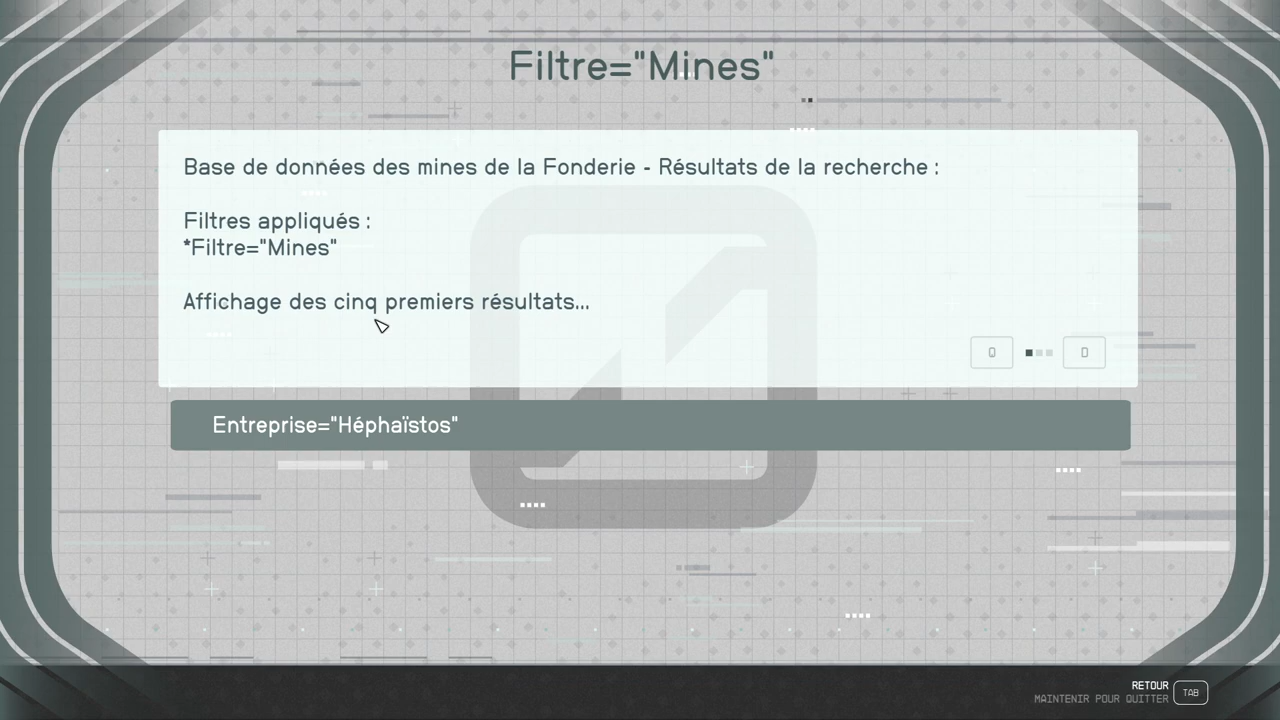 Filtre="Mines"
Base de données des mines de la Fonderie - Résultats de la recherche :
Filtres appliqués :
*Filtre="Mines"
Affichage des cinq premiers résultats...
Entreprise="Héphaïstos"
RETOUR
MAINTENIR POUR QUITTER
TAB